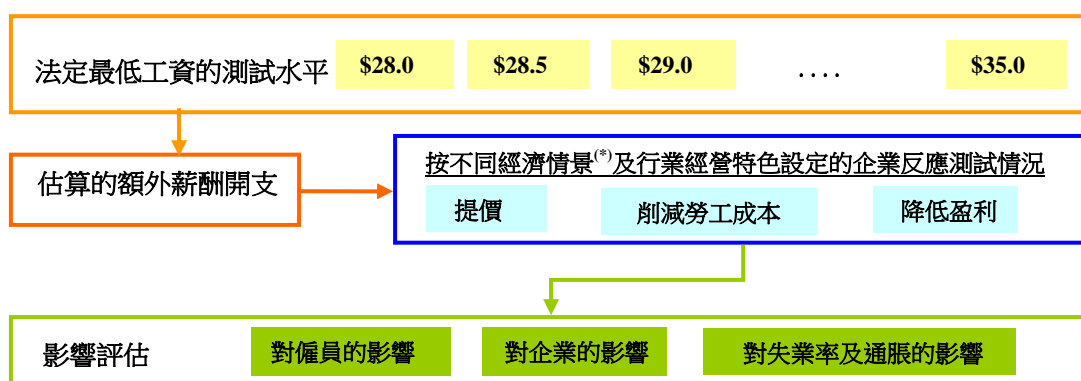 法定最低工資的測試水平 $28.0 $28.5 $29.0 .... $35.0
估算的額外薪酬開支
按不同經濟情景(*)及行業經營特色設定的企業反應測試情況
提價 削減勞工成本 降低盈利
影響評估 對僱員的影響 對企業的影響 對失業率及通脹的影響